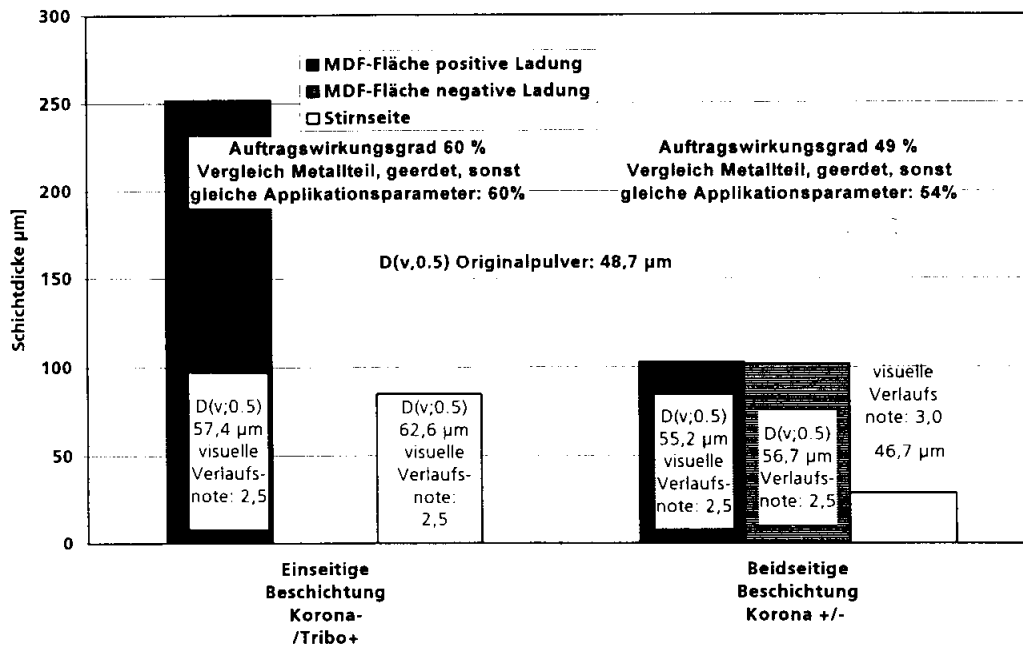 300
250
200
150
100
50
0
Schichtdicke µm]
MDF-Fläche positive Ladung
MDF-Fläche negative Ladung
Stirnseite
Auftragswirkungsgrad 60 %
Vergleich Metallteil, geerdet, sonst
gleiche Applikationsparameter: 60%
Auftragswirkungsgrad 49 %
Vergleich Metallteil, geerdet, sonst
gleiche Applikationsparameter: 54%
D(v,0.5) Originalpulver: 48,7 µm
D(v;0.5)
57,4 µm
visuelle
Verlaufs-
note: 2,5
D(v;0.5)
62,6 µm
visuelle
Verlaufs-
note:
2,5
D(v;0.5)
55,2 µm
visuelle
Verlaufs-
note: 2,5
D(v;0.5)
56,7 µm
Verlaufs-
note: 2,5
visuelle
Verlaufs
note: 3,0
46,7 µm
Einseitige
Beschichtung
Korona-
/Tribo+
Beidseitige
Beschichtung
Korona +/-